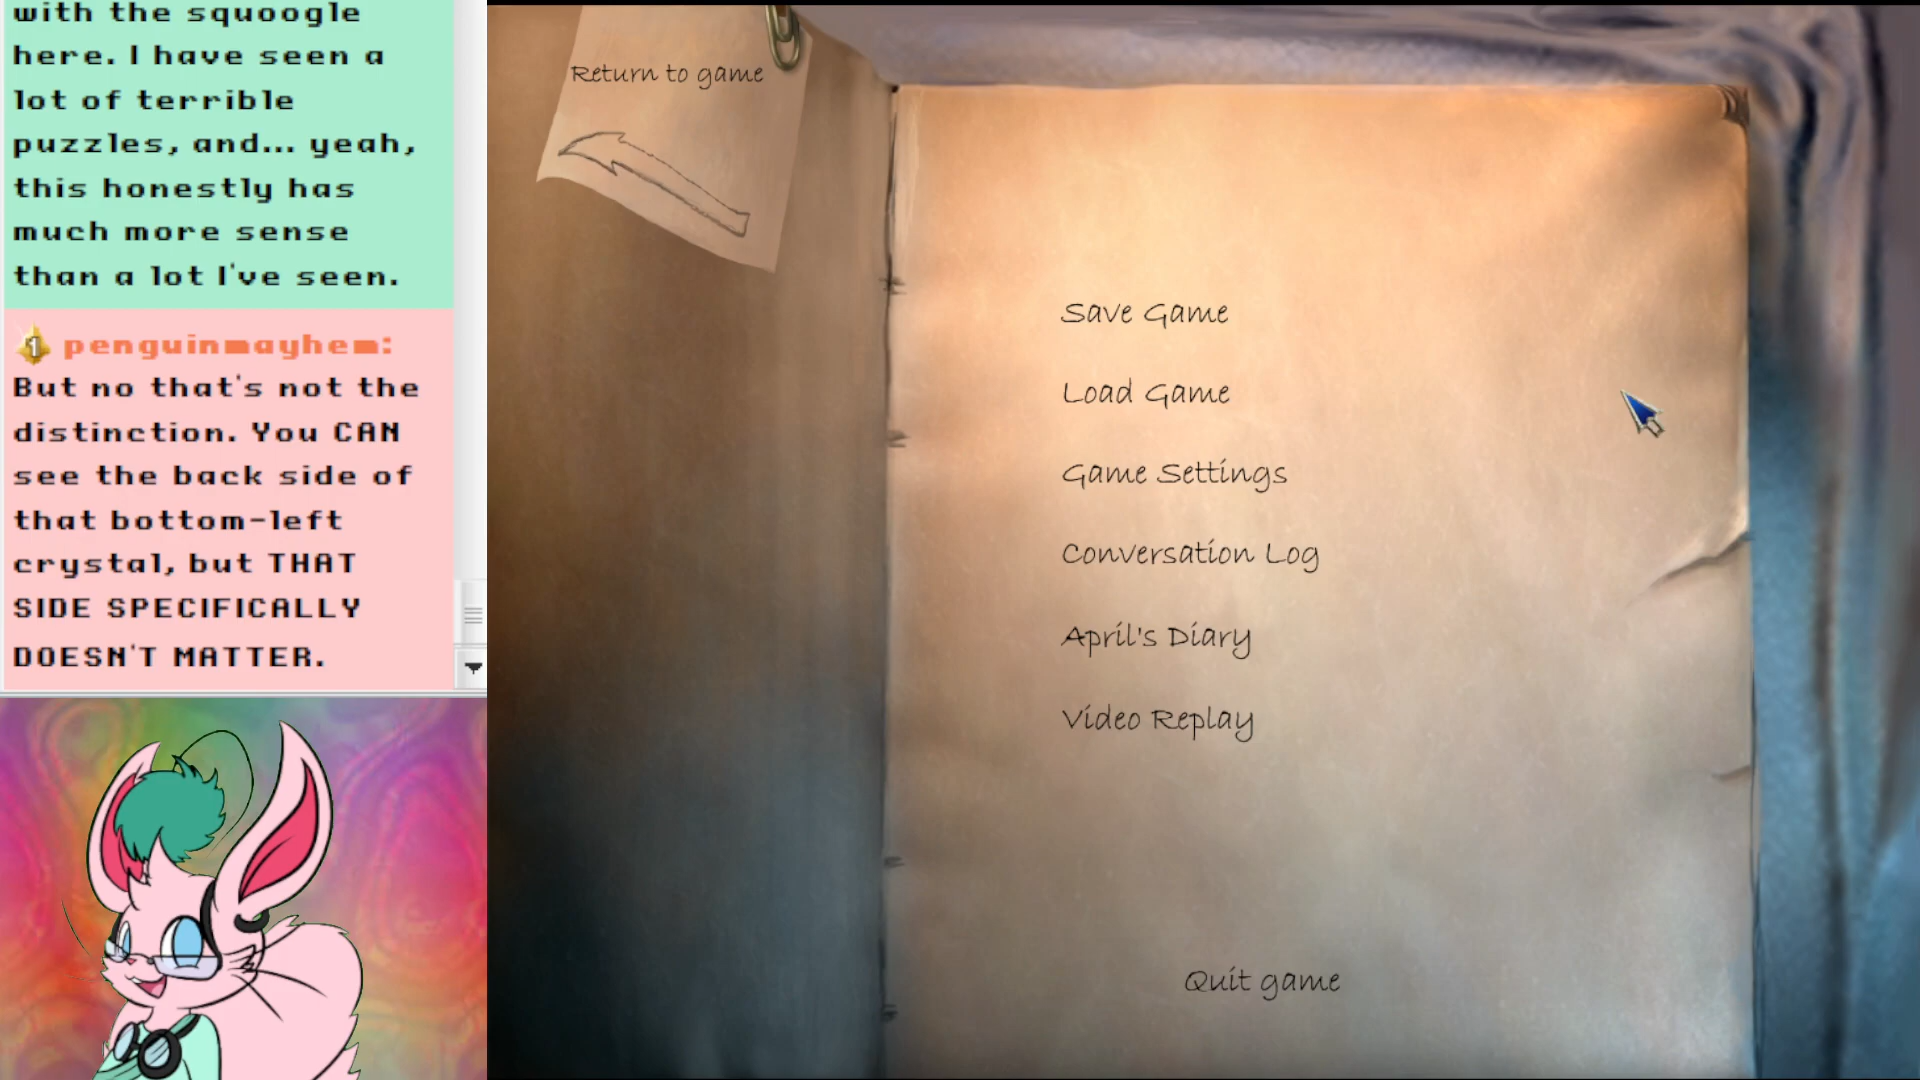 with the squoogle
here. I have seen a
lot of terrible
puzzles, and... yeah,
this honestly has
much more sense
than a lot I've seen.
1 penguinmayhem:
But no that's not the
distinction. You CAN
see the back side of
that bottom-left
crystal, but THAT
SIDE SPECIFICALLY
DOESN'T MATTER.
Return to game
Save Game
Load Game
Game Settings
Conversation Log
April's Diary
Video Replay
Quit game